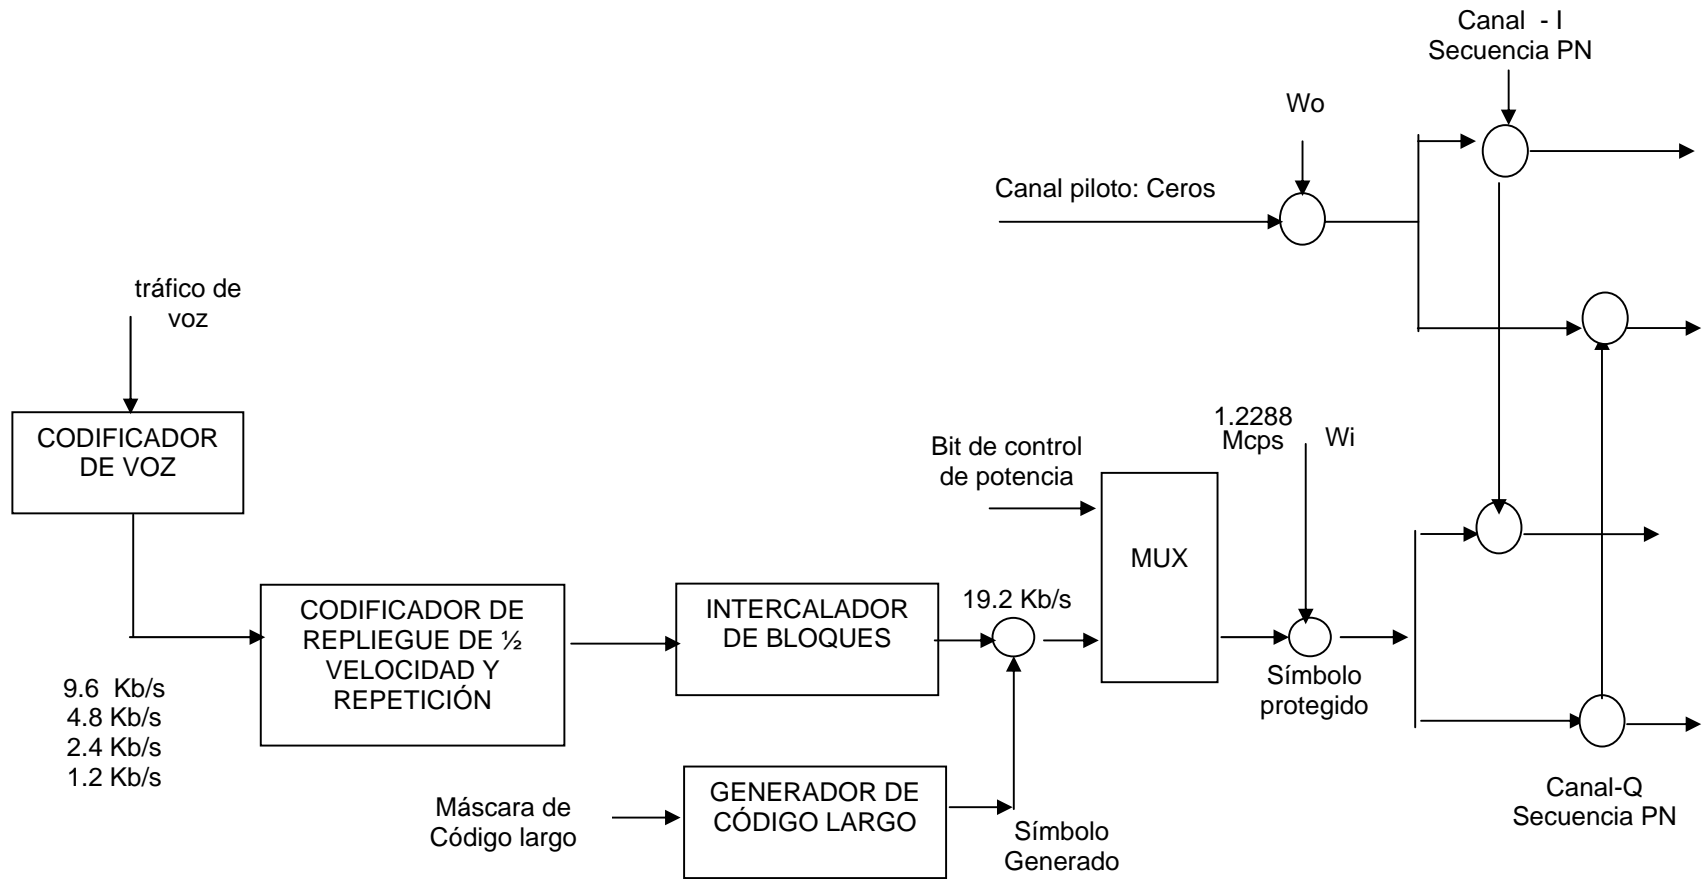 Canal - I
Secuencia PN
Wo
Canal piloto: Ceros
tráfico de
voz
CODIFICADOR
DE VOZ
1.2288
Mcps
Wi
Bit de control
de potencia
MUX
CODIFICADOR DE
REPLIEGUE DE ½
VELOCIDAD Y
REPETICIÓN
INTERCALADOR
DE BLOQUES
19.2 Kb/s
Símbolo
protegido
9.6 Kb/s
4.8 Kb/s
2.4 Kb/s
1.2 Kb/s
Máscara de
Código largo
GENERADOR DE
CÓDIGO LARGO
Símbolo
Generado
Canal-Q
Secuencia PN